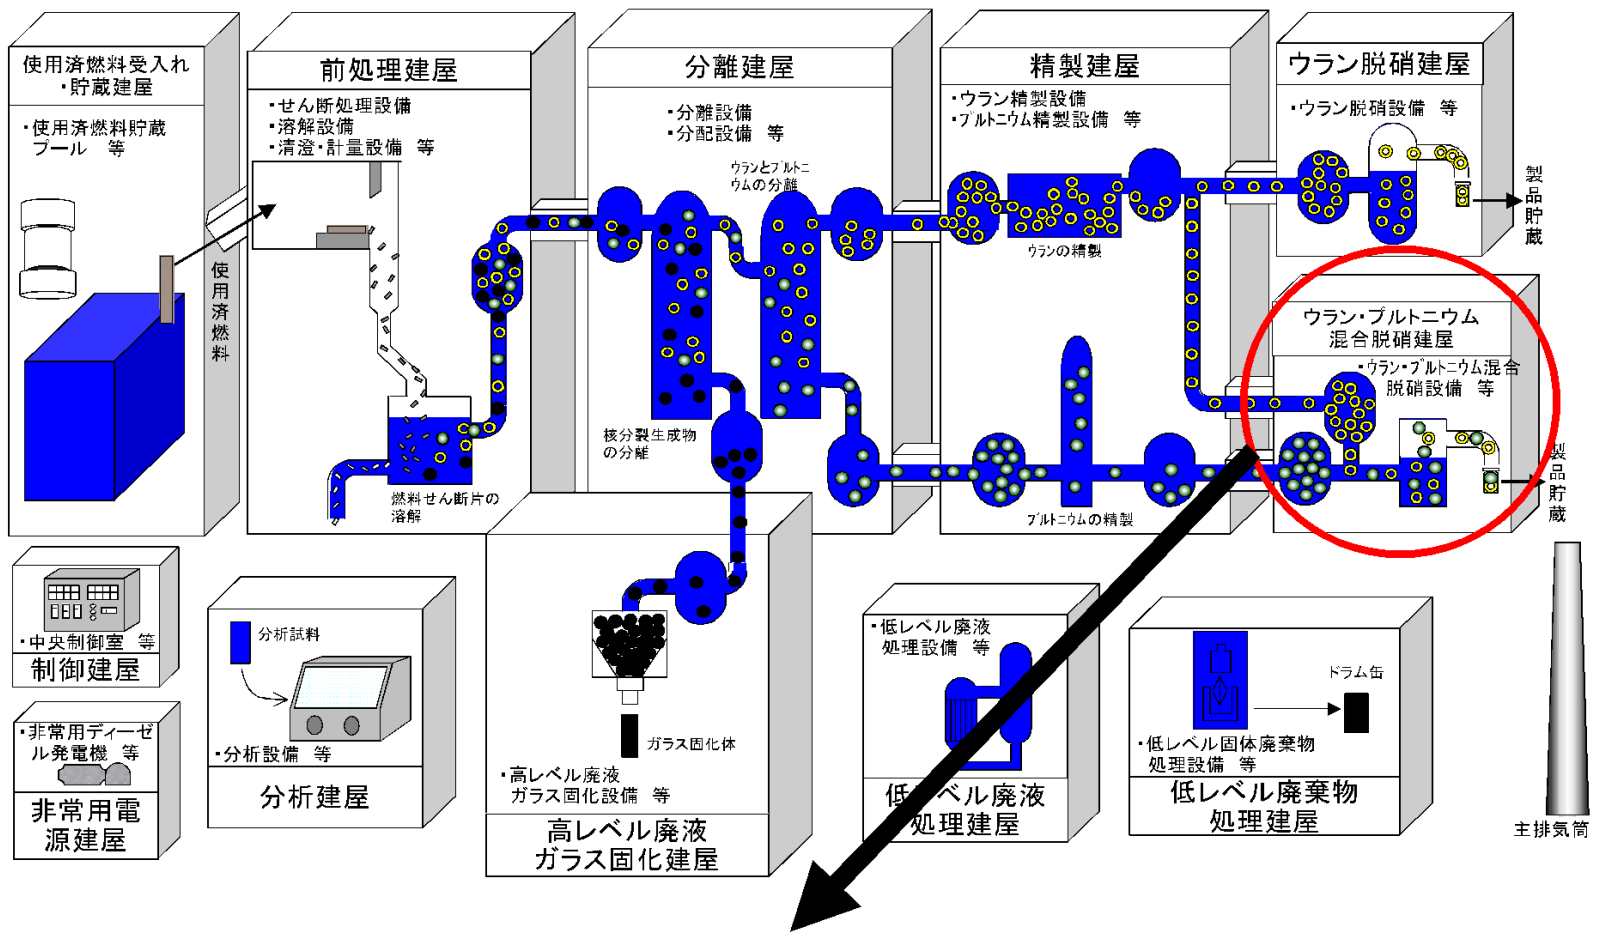 使用済燃料受入れ
・貯蔵建屋
・使用済燃料貯蔵
プール　等
使用済燃料
前処理建屋
・せん断処理設備
・溶解設備
・清澄・計量設備　等
燃料せん断片の
溶解
分離建屋
・分離設備
・分配設備　等
ウランとプルトニ
ウムの分離
核分裂生成物
の分離
精製建屋
・ウラン精製設備
・プルトニウム精製設備　等
ウランの精製
プルトニウムの精製
ウラン脱硝建屋
・ウラン脱硝設備　等
製品貯蔵
ウラン・プルトニウム
混合脱硝建屋
・ウラン・プルトニウム混合
脱硝設備　等
製品貯蔵
・中央制御室　等
制御建屋
・非常用ディーゼ
ル発電機　等
非常用電
源建屋
分析試料
・分析設備　等
分析建屋
ガラス固化体
・高レベル廃液
ガラス固化設備　等
高レベル廃液
ガラス固化建屋
・低レベル廃液
処理設備　等
低レベル廃液
処理建屋
ドラム缶
・低レベル固体廃棄物
処理設備　等
低レベル廃棄物
処理建屋
主排気筒